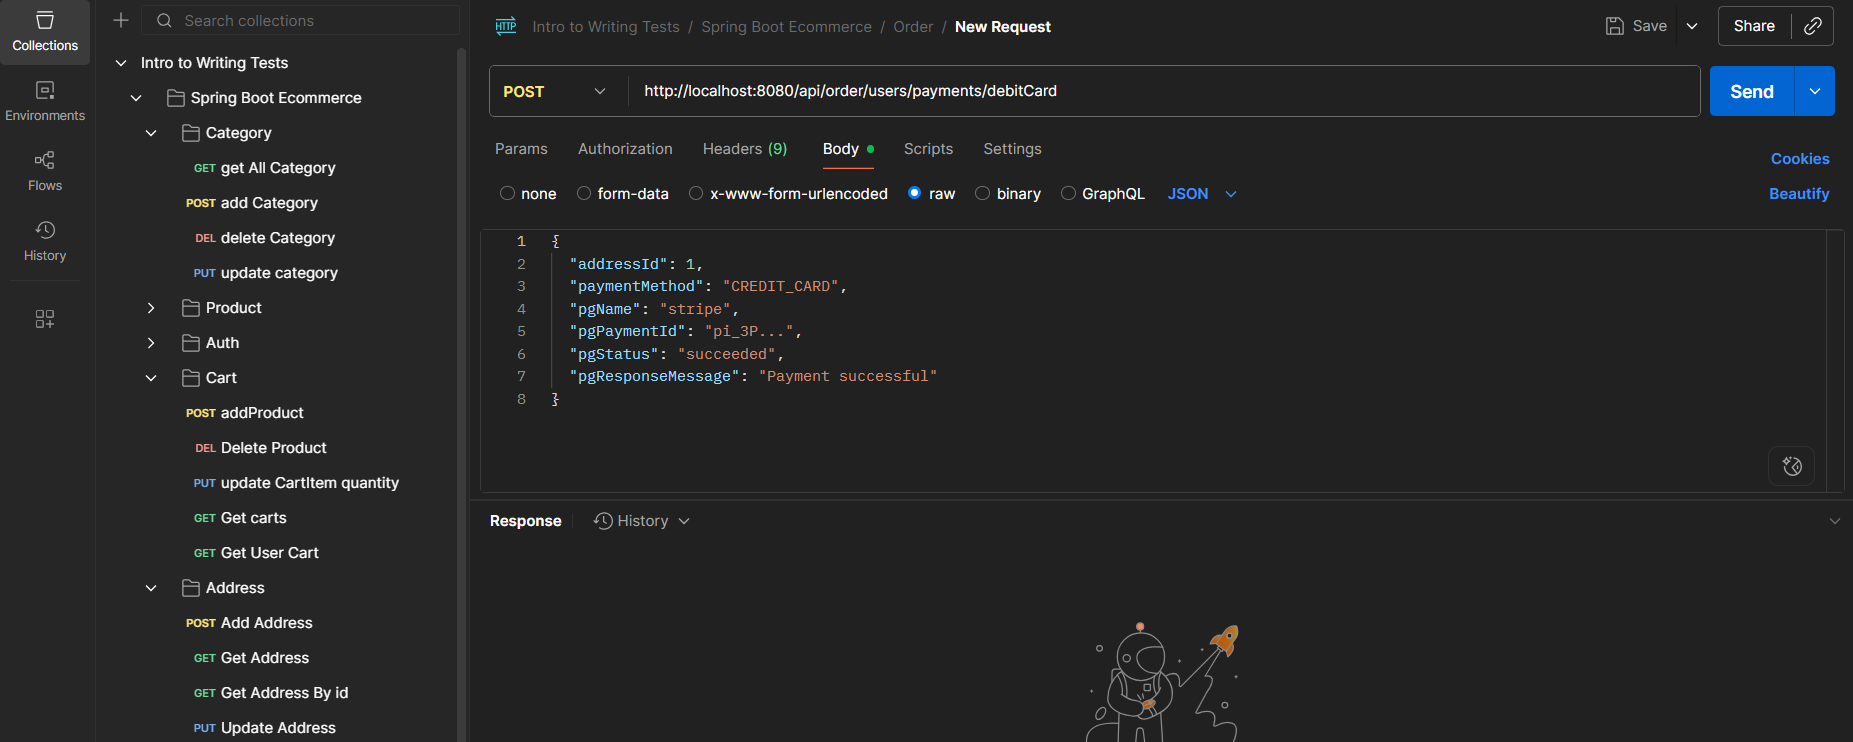 Collections
Environments
Flows
History
Search collections
Intro to Writing Tests
Spring Boot Ecommerce
Category
GET get All Category
POST add Category
DEL delete Category
PUT update category
Product
Auth
Cart
POST addProduct
DEL Delete Product
PUT update CartItem quantity
GET Get carts
GET Get User Cart
Address
POST Add Address
GET Get Address
GET Get Address By id
PUT Update Address
HTTP Intro to Writing Tests / Spring Boot Ecommerce / Order / New Request
Save Share
POST http://localhost:8080/api/order/users/payments/debitCard Send
Params Authorization Headers (9) Body Scripts Settings Cookies
none form-data x-www-form-urlencoded raw binary GraphQL JSON Beautify
1 {
2 "addressId": 1,
3 "paymentMethod": "CREDIT_CARD",
4 "pgName": "stripe",
5 "pgPaymentId": "pi_3P...",
6 "pgStatus": "succeeded",
7 "pgResponseMessage": "Payment successful"
8 }
Response History